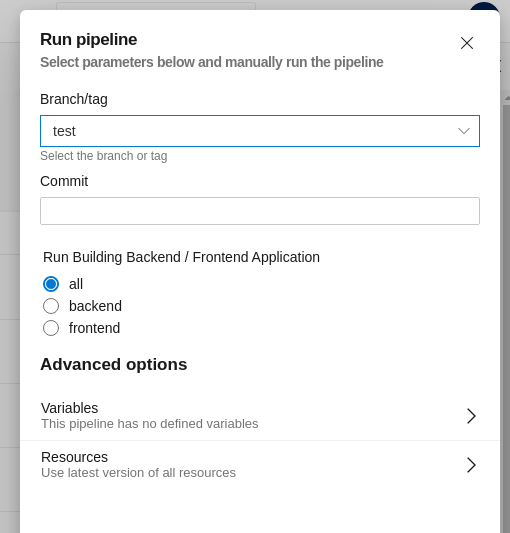 Run pipeline
Select parameters below and manually run the pipeline
Branch/tag
test
Select the branch or tag
Commit
Run Building Backend / Frontend Application
all
backend
frontend
Advanced options
Variables
This pipeline has no defined variables
Resources
Use latest version of all resources